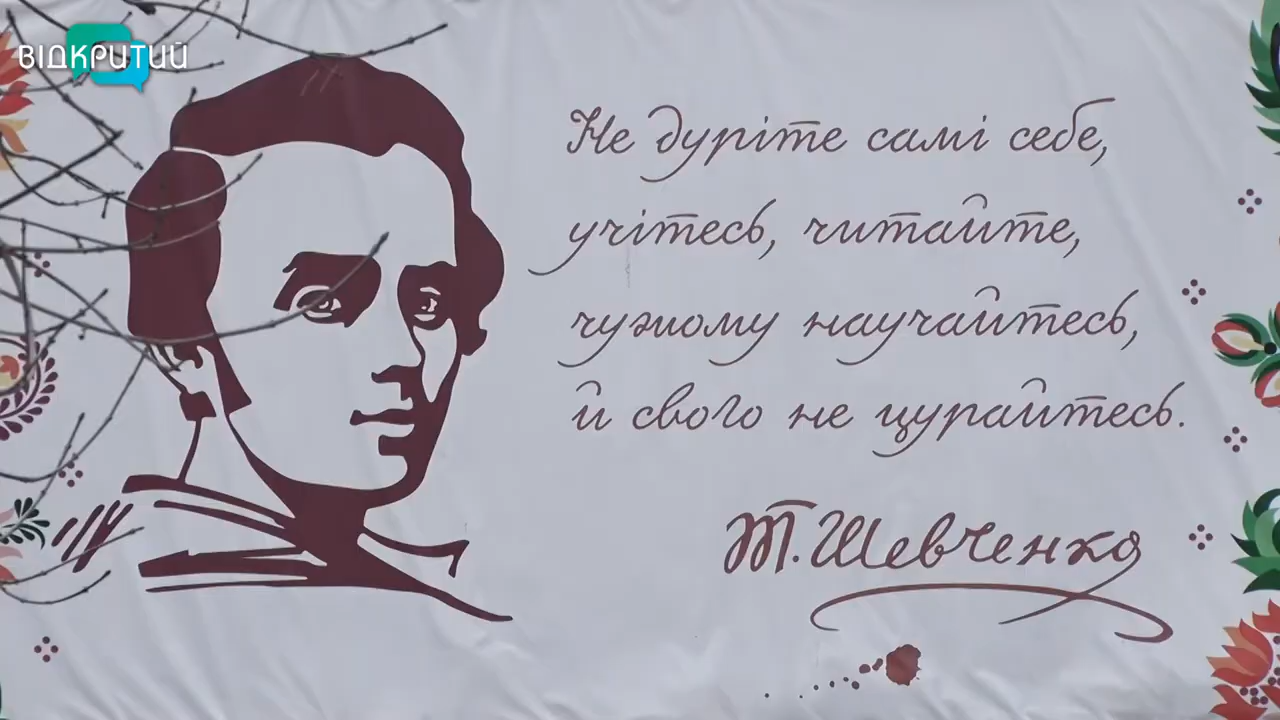 ВІДКРИТИЙ
Не дуріте самі себе,
учітесь, читайте,
чужому научайтесь,
й свого не цурайтесь.
Т. Шевченко